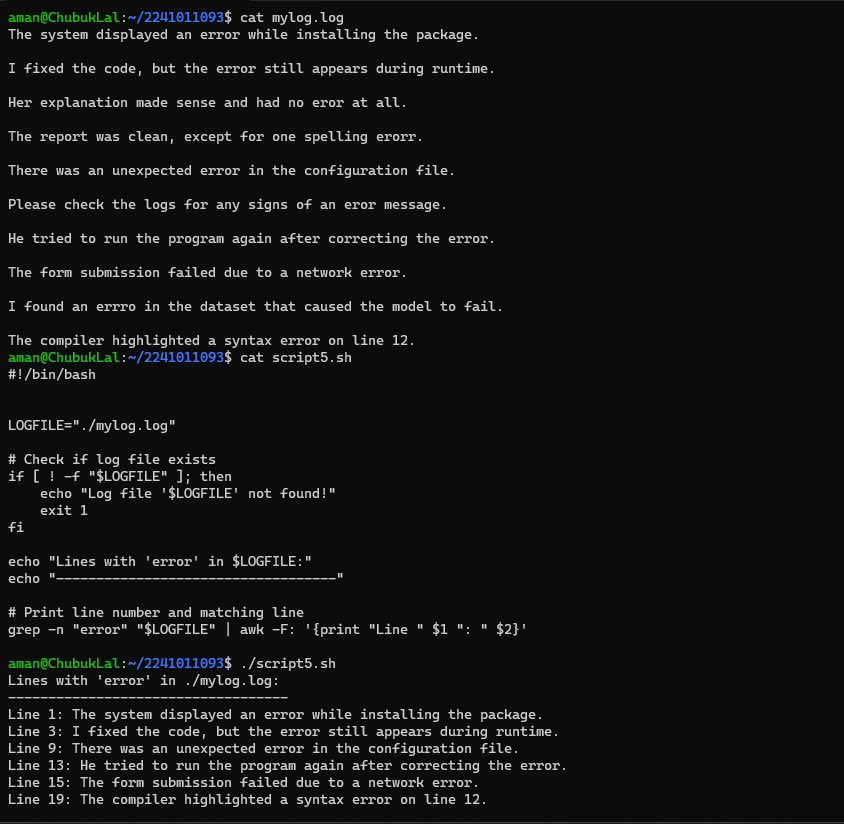 aman@ChubukLal:~/2241011093$ cat mylog.log
The system displayed an error while installing the package.
I fixed the code, but the error still appears during runtime.
Her explanation made sense and had no eror at all.
The report was clean, except for one spelling erorr.
There was an unexpected error in the configuration file.
Please check the logs for any signs of an eror message.
He tried to run the program again after correcting the error.
The form submission failed due to a network error.
I found an errro in the dataset that caused the model to fail.
The compiler highlighted a syntax error on line 12.
aman@ChubukLal:~/2241011093$ cat script5.sh
#!/bin/bash
LOGFILE="./mylog.log"
# Check if log file exists
if [ ! -f "$LOGFILE" ]; then
    echo "Log file '$LOGFILE' not found!"
    exit 1
fi
echo "Lines with 'error' in $LOGFILE:"
echo "-----------------------------------"
# Print line number and matching line
grep -n "error" "$LOGFILE" | awk -F: '{print "Line " $1 ": " $2}'
aman@ChubukLal:~/2241011093$ ./script5.sh
Lines with 'error' in ./mylog.log:
-----------------------------------
Line 1: The system displayed an error while installing the package.
Line 3: I fixed the code, but the error still appears during runtime.
Line 9: There was an unexpected error in the configuration file.
Line 13: He tried to run the program again after correcting the error.
Line 15: The form submission failed due to a network error.
Line 19: The compiler highlighted a syntax error on line 12.